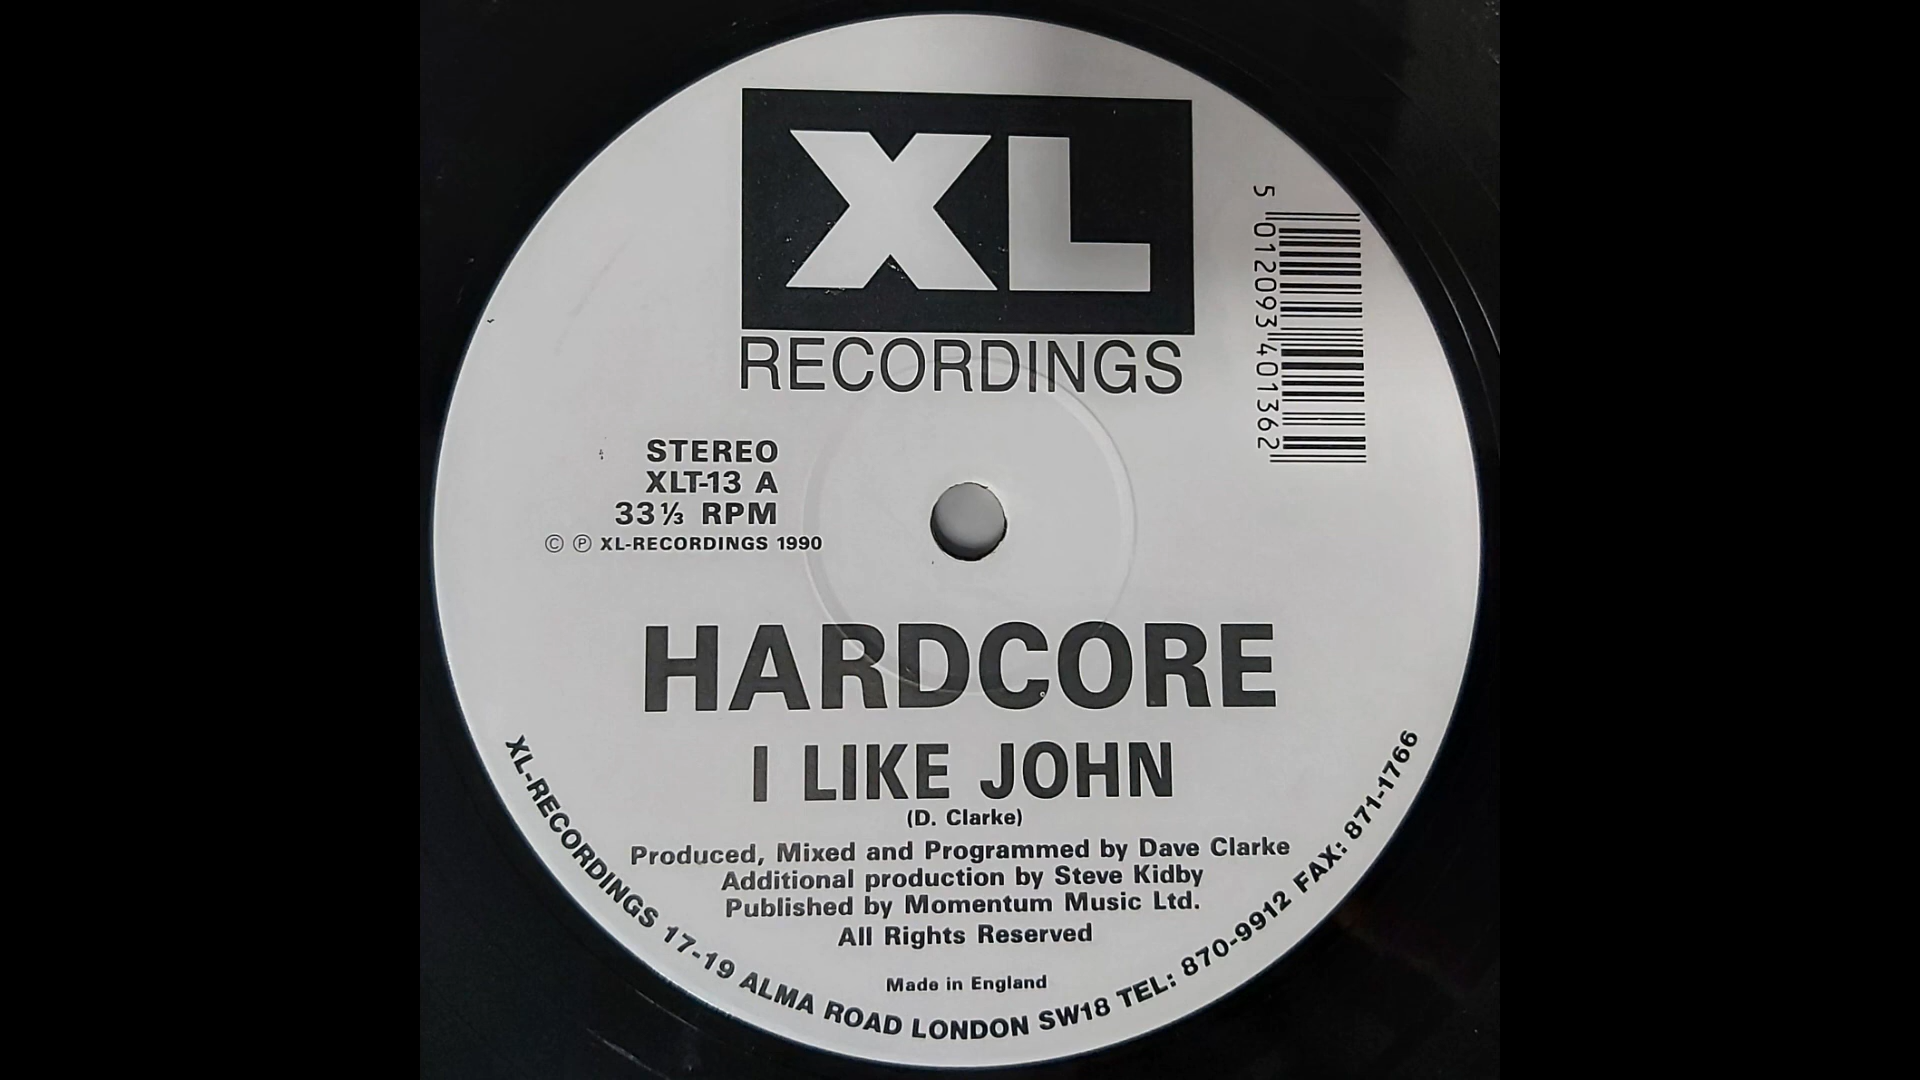 XL
RECORDINGS
5 012093 401362
STEREO
XLT-13 A
33⅓ RPM
© ℗ XL-RECORDINGS 1990
HARDCORE
I LIKE JOHN
(D. Clarke)
Produced, Mixed and Programmed by Dave Clarke
Additional production by Steve Kidby
Published by Momentum Music Ltd.
All Rights Reserved
Made in England
XL-RECORDINGS 17-19 ALMA ROAD LONDON SW18 TEL: 870-9912 FAX: 871-1766